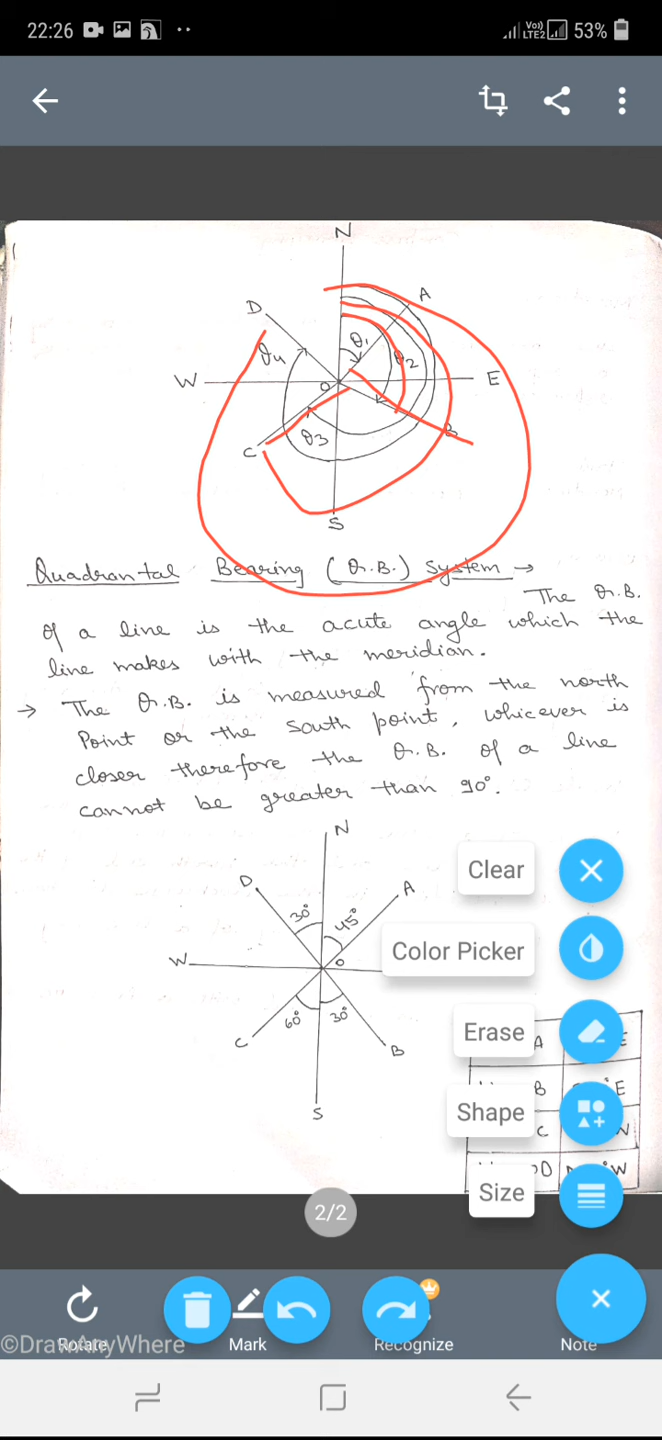 22:26
Vo))
LTE2
53%
N
D
A
θ1
θ4
θ2
W
O
E
B
C
θ3
S
Quadrantal Bearing (Q.B.) System →
The Q.B.
of a line is the acute angle which the
line makes with the meridian.
→ The Q.B. is measured from the north
Point or the South point, whicever is
closer therefore the Q.B. of a line
cannot be greater than 90°.
N
D
A
30°
45°
W
O
60°
30°
C
B
S
Clear
Color Picker
Erase
A
E
B
E
Shape
C
W
D
W
Size
2/2
Rotate
Mark
Recognize
Note
©DrawAnyWhere